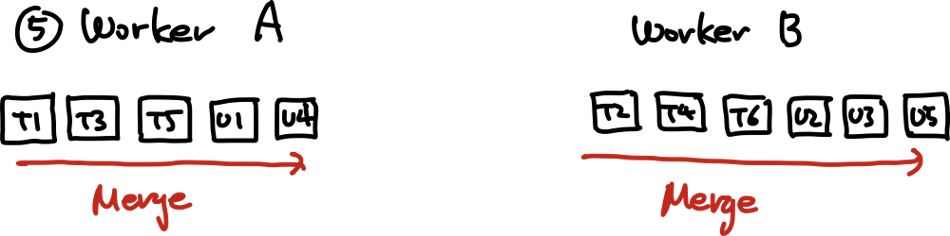 ⑤ Worker A Worker B
T1 T3 T5 U1 U4 T2 T4 T6 U2 U3 U5
Merge Merge